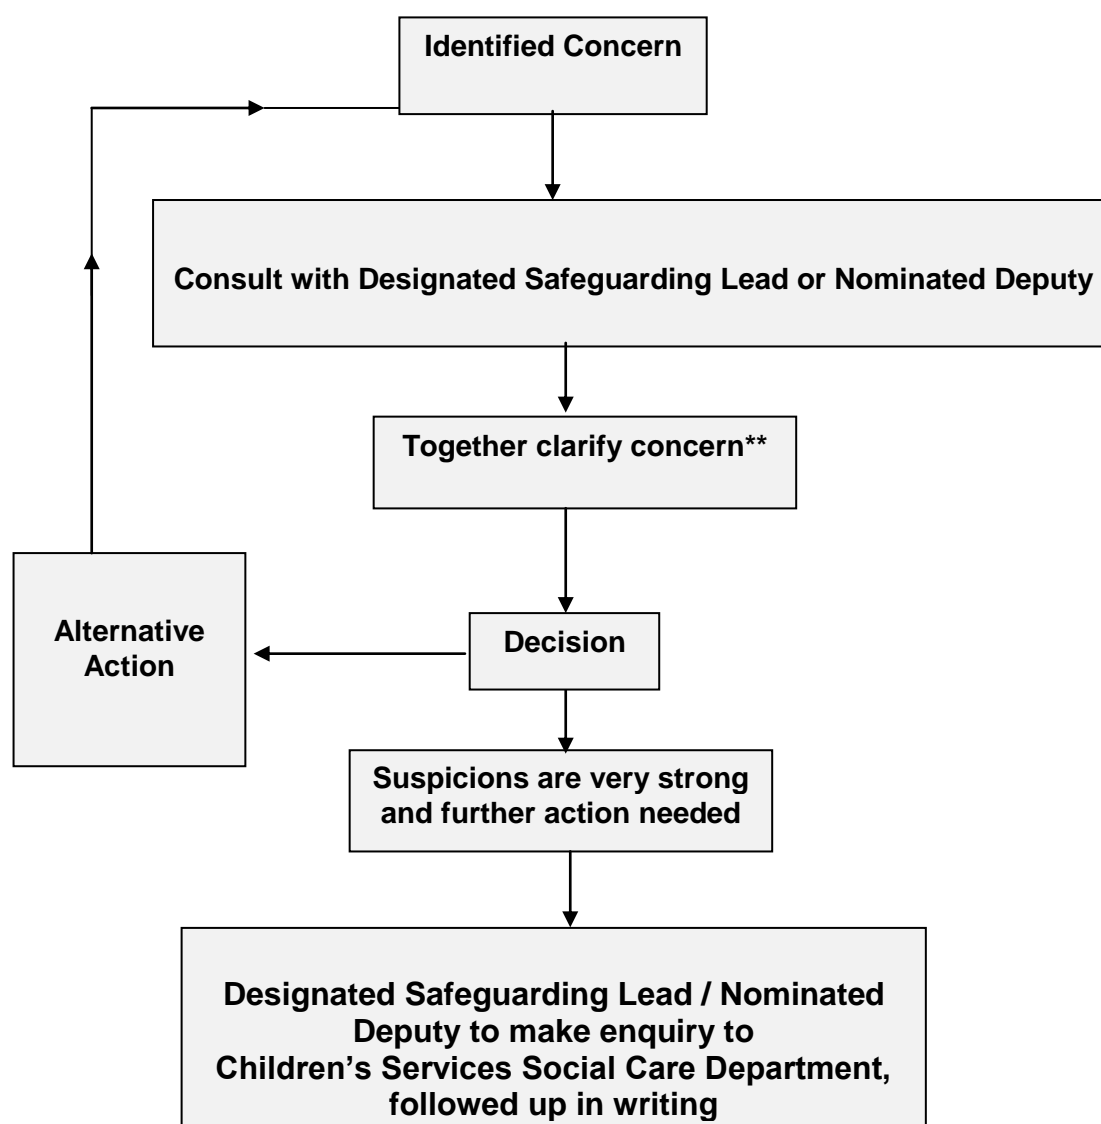 Identified Concern
Consult with Designated Safeguarding Lead or Nominated Deputy
Together clarify concern**
Alternative
Action
Decision
Suspicions are very strong
and further action needed
Designated Safeguarding Lead / Nominated
Deputy to make enquiry to
Children’s Services Social Care Department,
followed up in writing